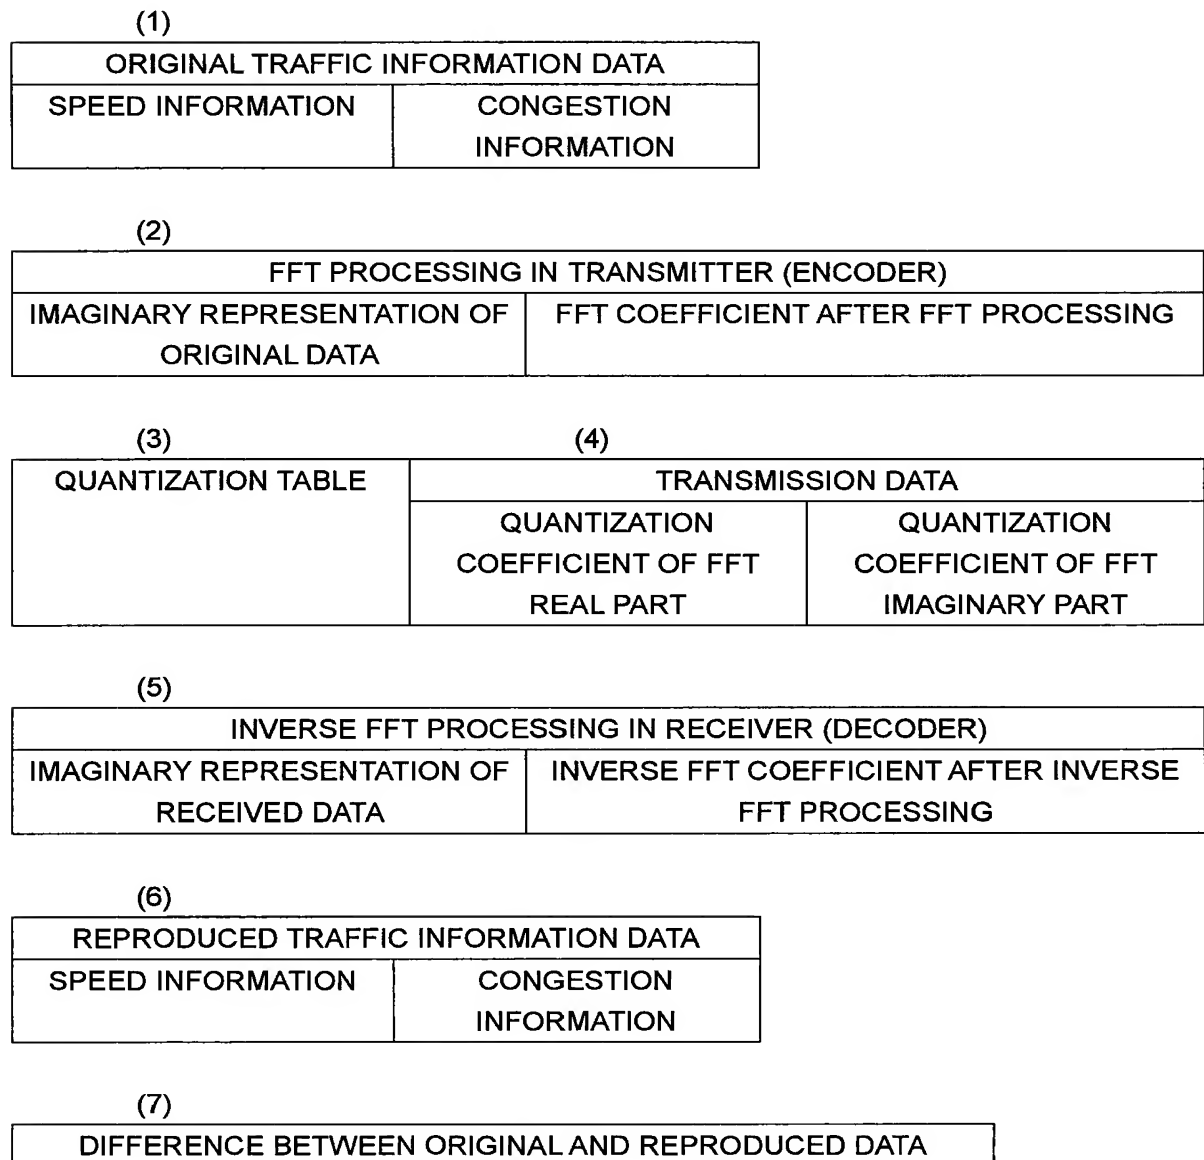 (1)
ORIGINAL TRAFFIC INFORMATION DATA
SPEED INFORMATION
CONGESTION
INFORMATION
(2)
FFT PROCESSING IN TRANSMITTER (ENCODER)
IMAGINARY REPRESENTATION OF
ORIGINAL DATA
FFT COEFFICIENT AFTER FFT PROCESSING
(3)
(4)
QUANTIZATION TABLE
TRANSMISSION DATA
QUANTIZATION
COEFFICIENT OF FFT
REAL PART
QUANTIZATION
COEFFICIENT OF FFT
IMAGINARY PART
(5)
INVERSE FFT PROCESSING IN RECEIVER (DECODER)
IMAGINARY REPRESENTATION OF
RECEIVED DATA
INVERSE FFT COEFFICIENT AFTER INVERSE
FFT PROCESSING
(6)
REPRODUCED TRAFFIC INFORMATION DATA
SPEED INFORMATION
CONGESTION
INFORMATION
(7)
DIFFERENCE BETWEEN ORIGINAL AND REPRODUCED DATA